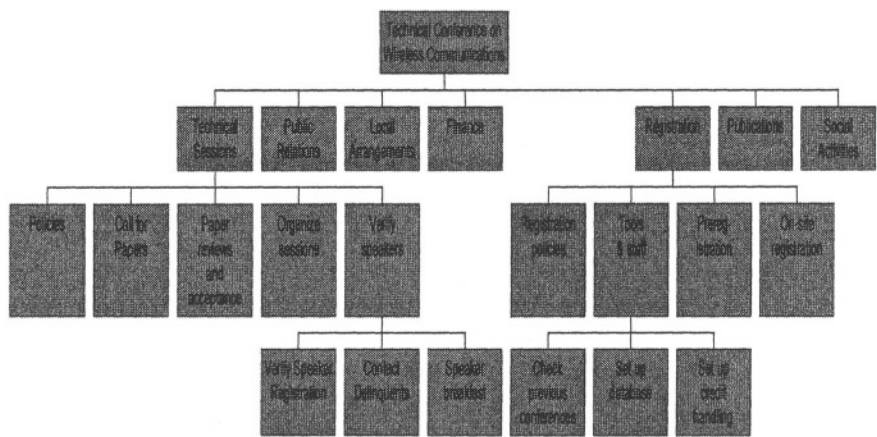 Technical Conference on
Wireless Communications
Technical
Sessions
Public
Relations
Local
Arrangements
Finance
Registration
Publications
Social
Activities
Policies
Call for
Papers
Paper
reviews
and
acceptance
Organize
sessions
Verify
speakers
Registration
policies
Tools
& staff
Prereg-
istration
On-site
registration
Verify Speaker
Registration
Contact
Delinquents
Speaker
breakfast
Check
previous
conferences
Set up
database
Set up
credit
handling